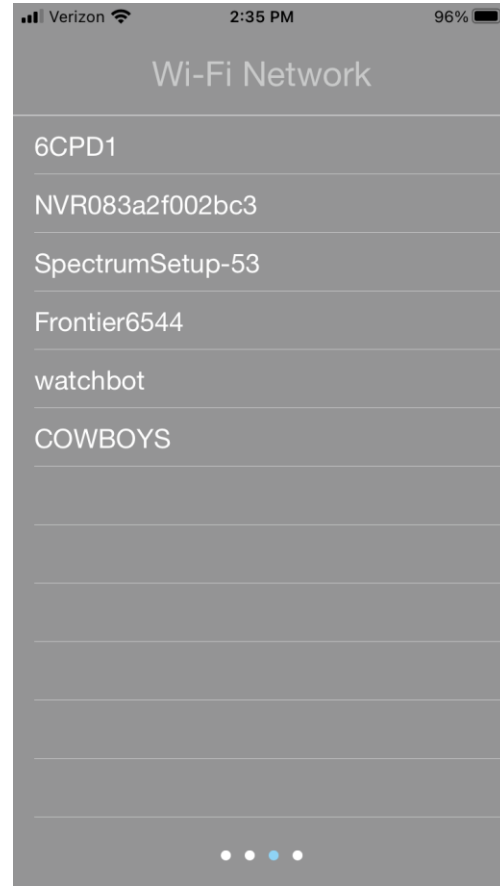 Verizon 2:35 PM 96%
Wi-Fi Network
6CPD1
NVR083a2f002bc3
SpectrumSetup-53
Frontier6544
watchbot
COWBOYS